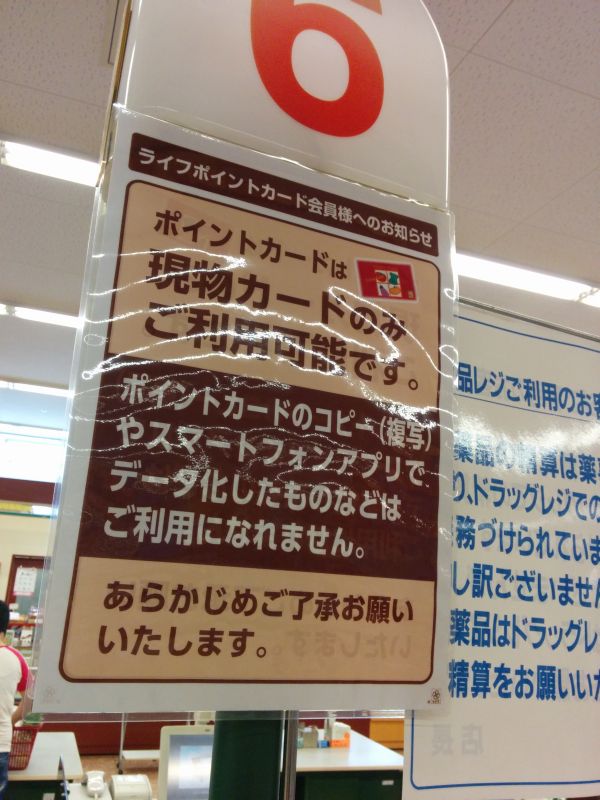 6
ライフポイントカード会員様へのお知らせ
ポイントカードは
現物カードのみ
ご利用可能です。
ポイントカードのコピー(複写)
やスマートフォンアプリで
データ化したものなどは
ご利用になれません。
あらかじめご了承お願い
いたします。
品レジご利用のお客
薬品の精算は薬事
り、ドラッグレジでの
務づけられていま
し訳ございません
薬品はドラッグレ
精算をお願いいた
店長